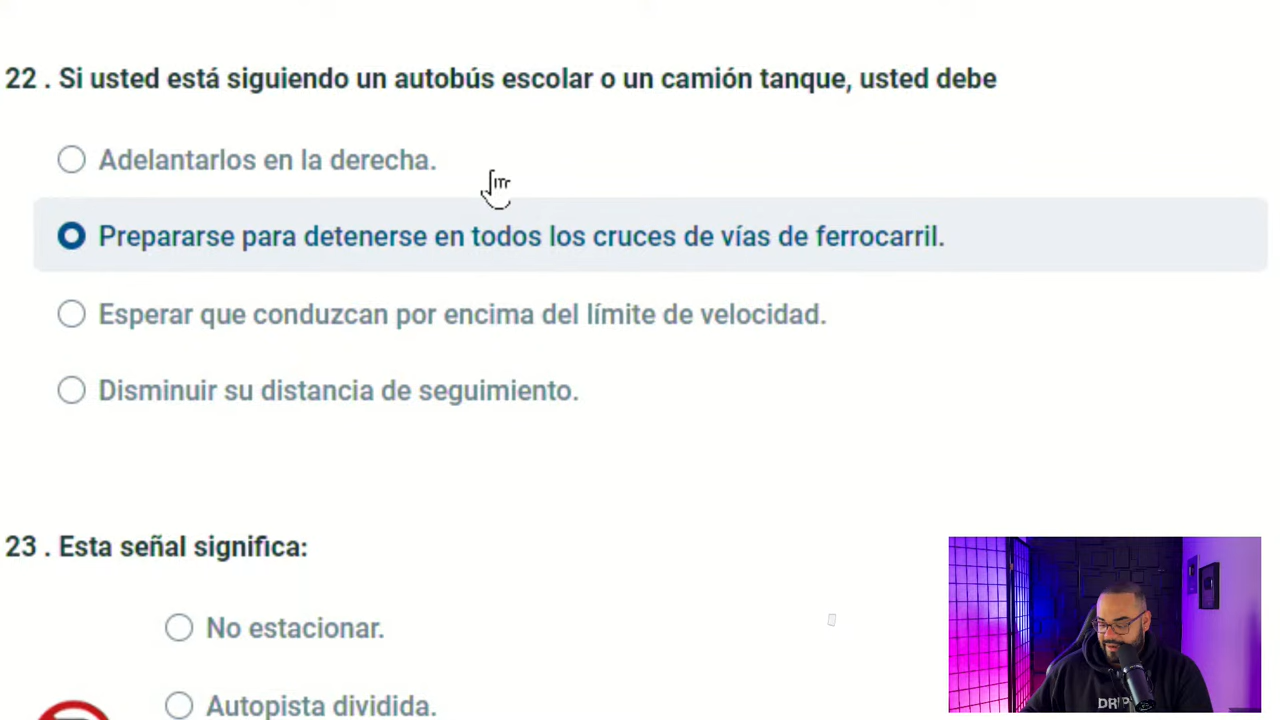 22 . Si usted está siguiendo un autobús escolar o un camión tanque, usted debe
Adelantarlos en la derecha.
Prepararse para detenerse en todos los cruces de vías de ferrocarril.
Esperar que conduzcan por encima del límite de velocidad.
Disminuir su distancia de seguimiento.
23 . Esta señal significa:
No estacionar.
Autopista dividida.